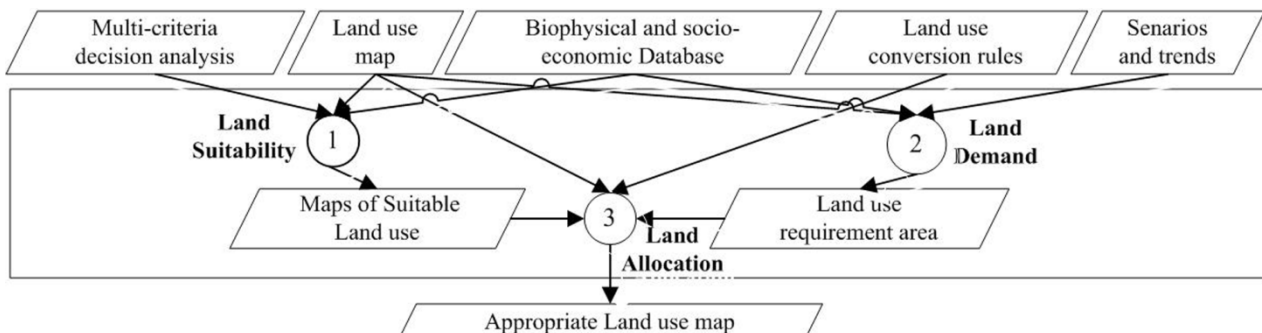 Multi-criteria
decision analysis
Land use
map
Biophysical and socio-
economic Database
Land use
conversion rules
Senarios
and trends
Land
Suitability
1
2
Land
Demand
Maps of Suitable
Land use
3
Land use
requirement area
Land
Allocation
Appropriate Land use map